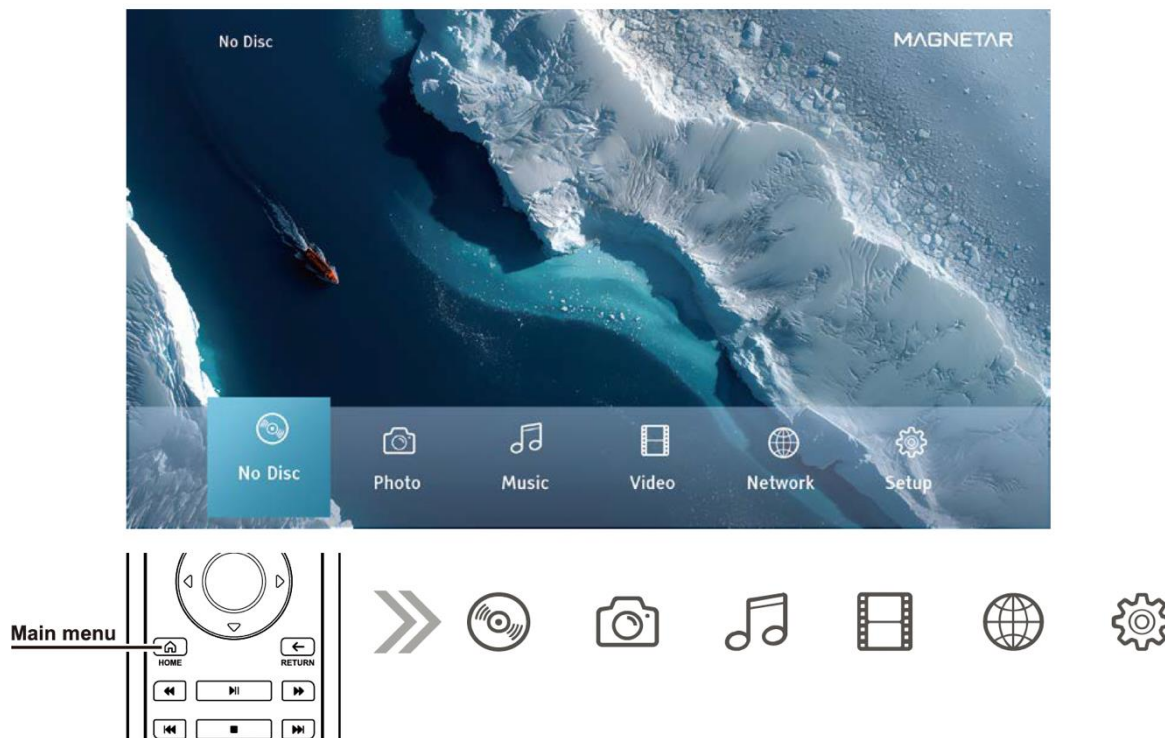 No Disc
MAGNETAR
No Disc
Photo
Music
Video
Network
Setup
Main menu
HOME
RETURN